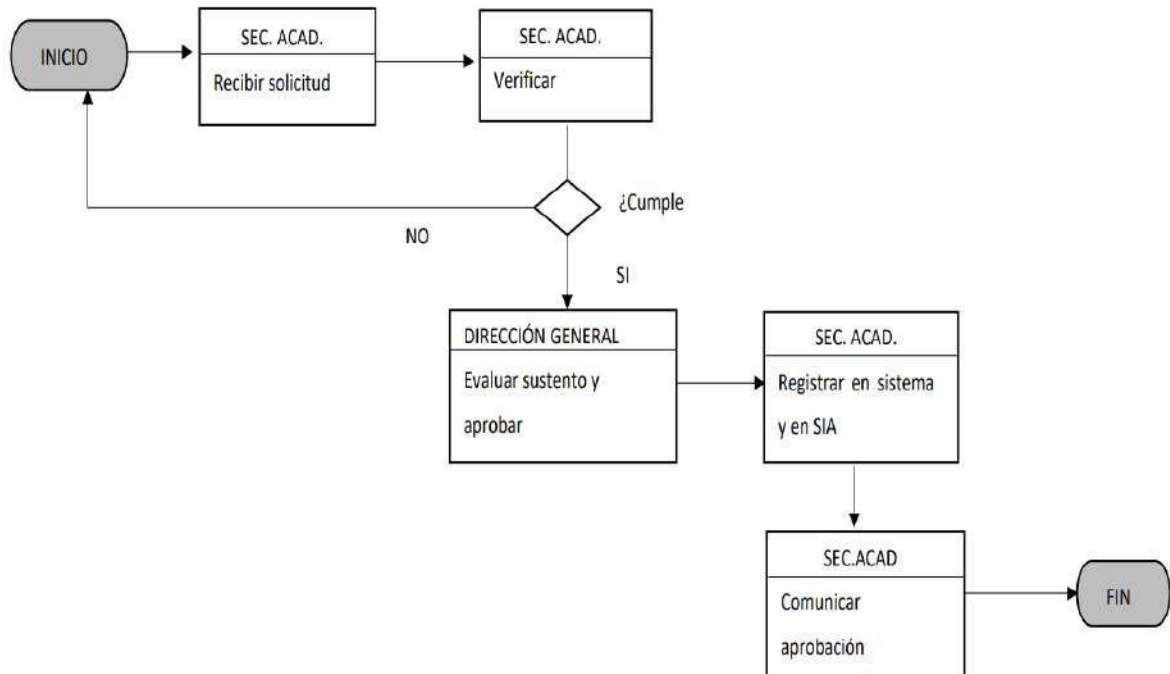 INICIO
SEC. ACAD.
Recibir solicitud
SEC. ACAD.
Verificar
¿Cumple
NO
SI
DIRECCIÓN GENERAL
Evaluar sustento y
aprobar
SEC. ACAD.
Registrar en sistema
y en SIA
SEC.ACAD
Comunicar
aprobación
FIN